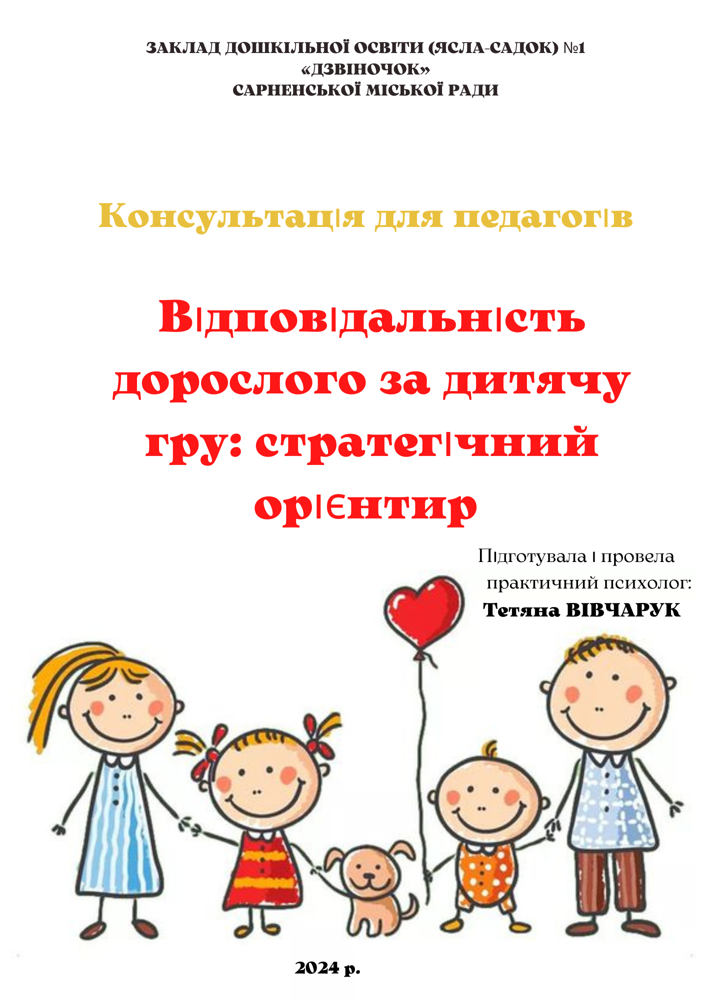 ЗАКЛАД ДОШКІЛЬНОЇ ОСВІТИ (ЯСЛА-САДОК) №1
«ДЗВІНОЧОК»
САРНЕНСЬКОЇ МІСЬКОЇ РАДИ
Консультація для педагогів
Відповідальність
дорослого за дитячу
гру: стратегічний
орієнтир
Підготувала і провела
практичний психолог:
Тетяна ВІВЧАРУК
2024 р.